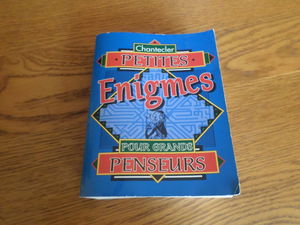 Chantecler
PETITES
Enigmes
POUR GRANDS
PENSEURS